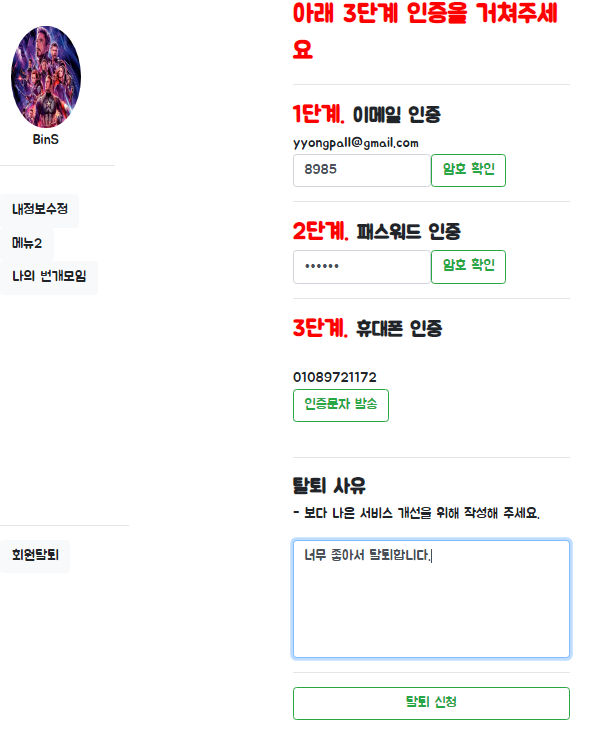 BinS
내정보수정
메뉴2
나의 번개모임
회원탈퇴
아래 3단계 인증을 거쳐주세
요
1단계. 이메일 인증
yyongpall@gmail.com
8985 암호 확인
2단계. 패스워드 인증
•••••• 암호 확인
3단계. 휴대폰 인증
01089721172
인증문자 발송
탈퇴 사유
- 보다 나은 서비스 개선을 위해 작성해 주세요.
너무 좋아서 탈퇴합니다.
탈퇴 신청